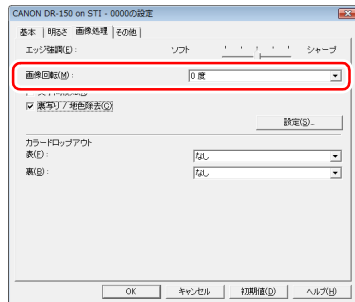 CANON DR-150 on STI - 0000の設定
基本 明るさ 画像処理 その他
エッジ強調(E): ソフト シャープ
画像回転(M): 0 度
裏写り / 地色除去(C)
設定(S)...
カラードロップアウト
表(F): なし
裏(B): なし
OK キャンセル 初期値(D) ヘルプ(H)